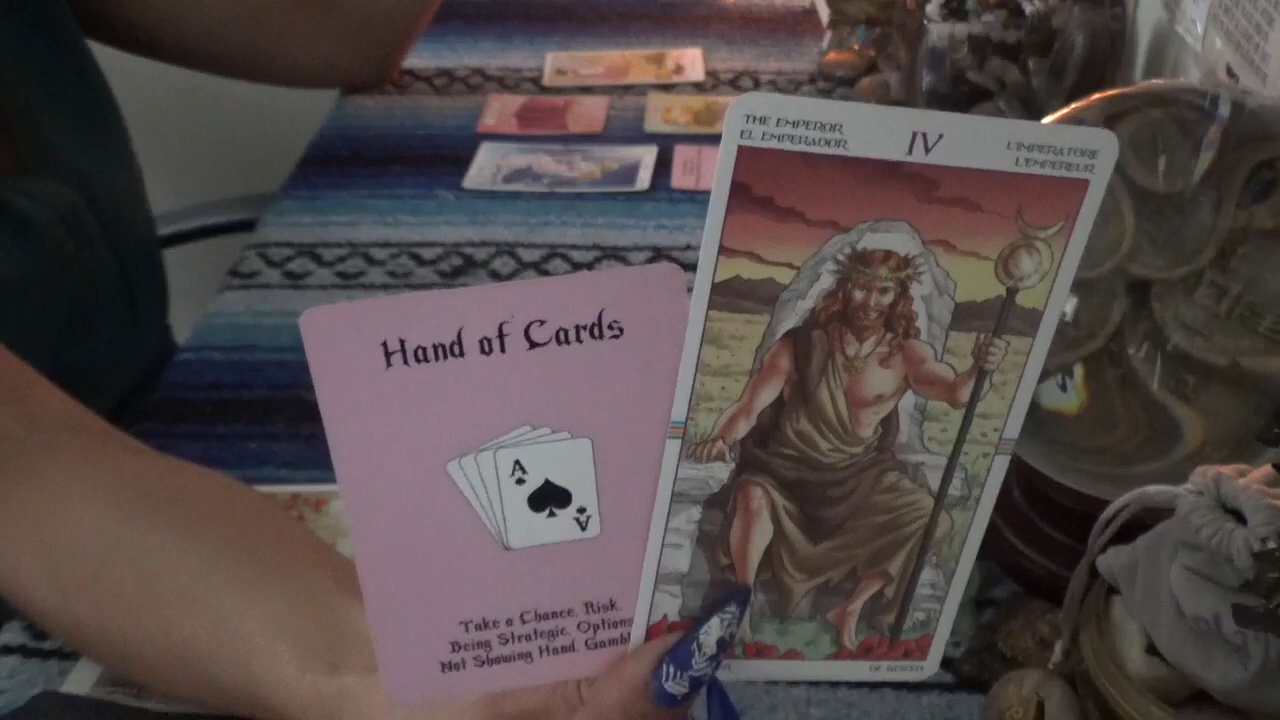 Hand of Cards
A
A
Take a Chance, Risk,
Being Strategic, Options
Not Showing Hand, Gambl
THE EMPEROR
EL EMPERADOR
IV
L'IMPERATORE
L'EMPEREUR